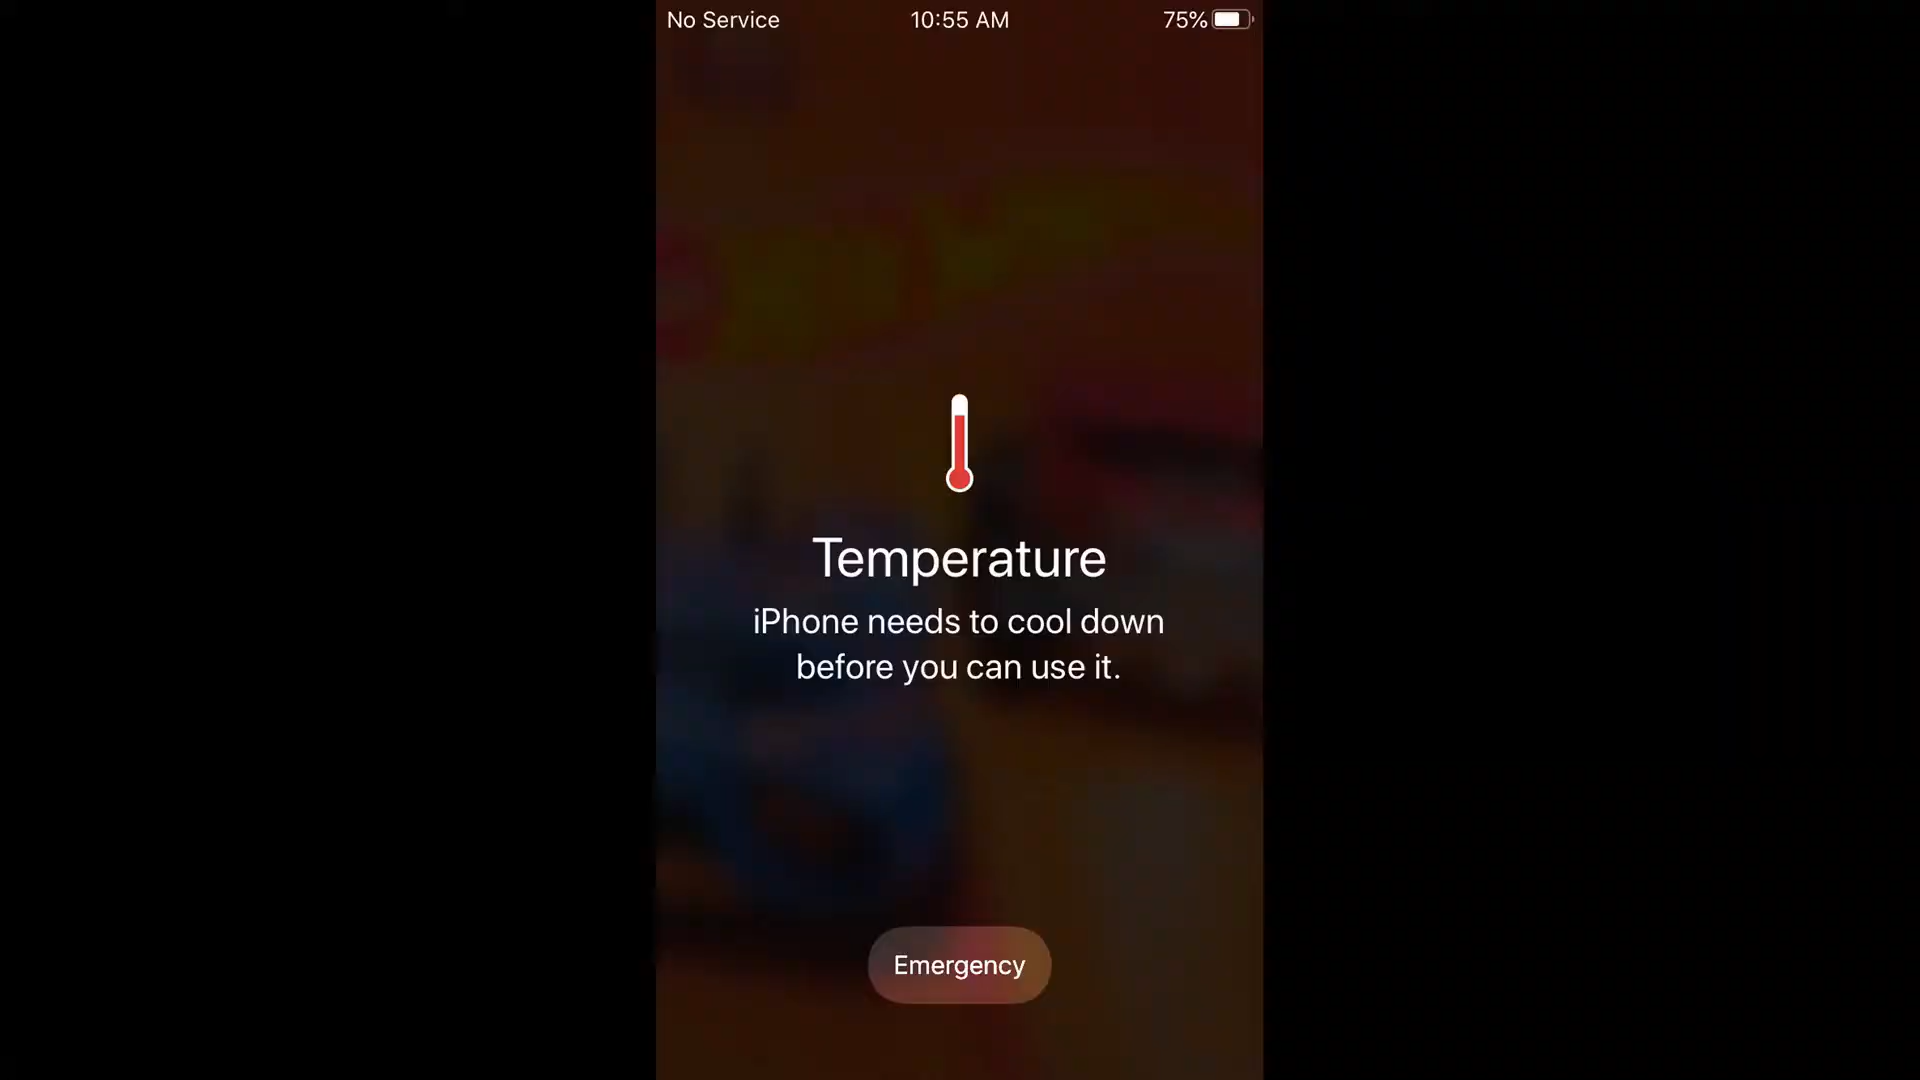 No Service 10:55 AM 75%
Temperature
iPhone needs to cool down
before you can use it.
Emergency